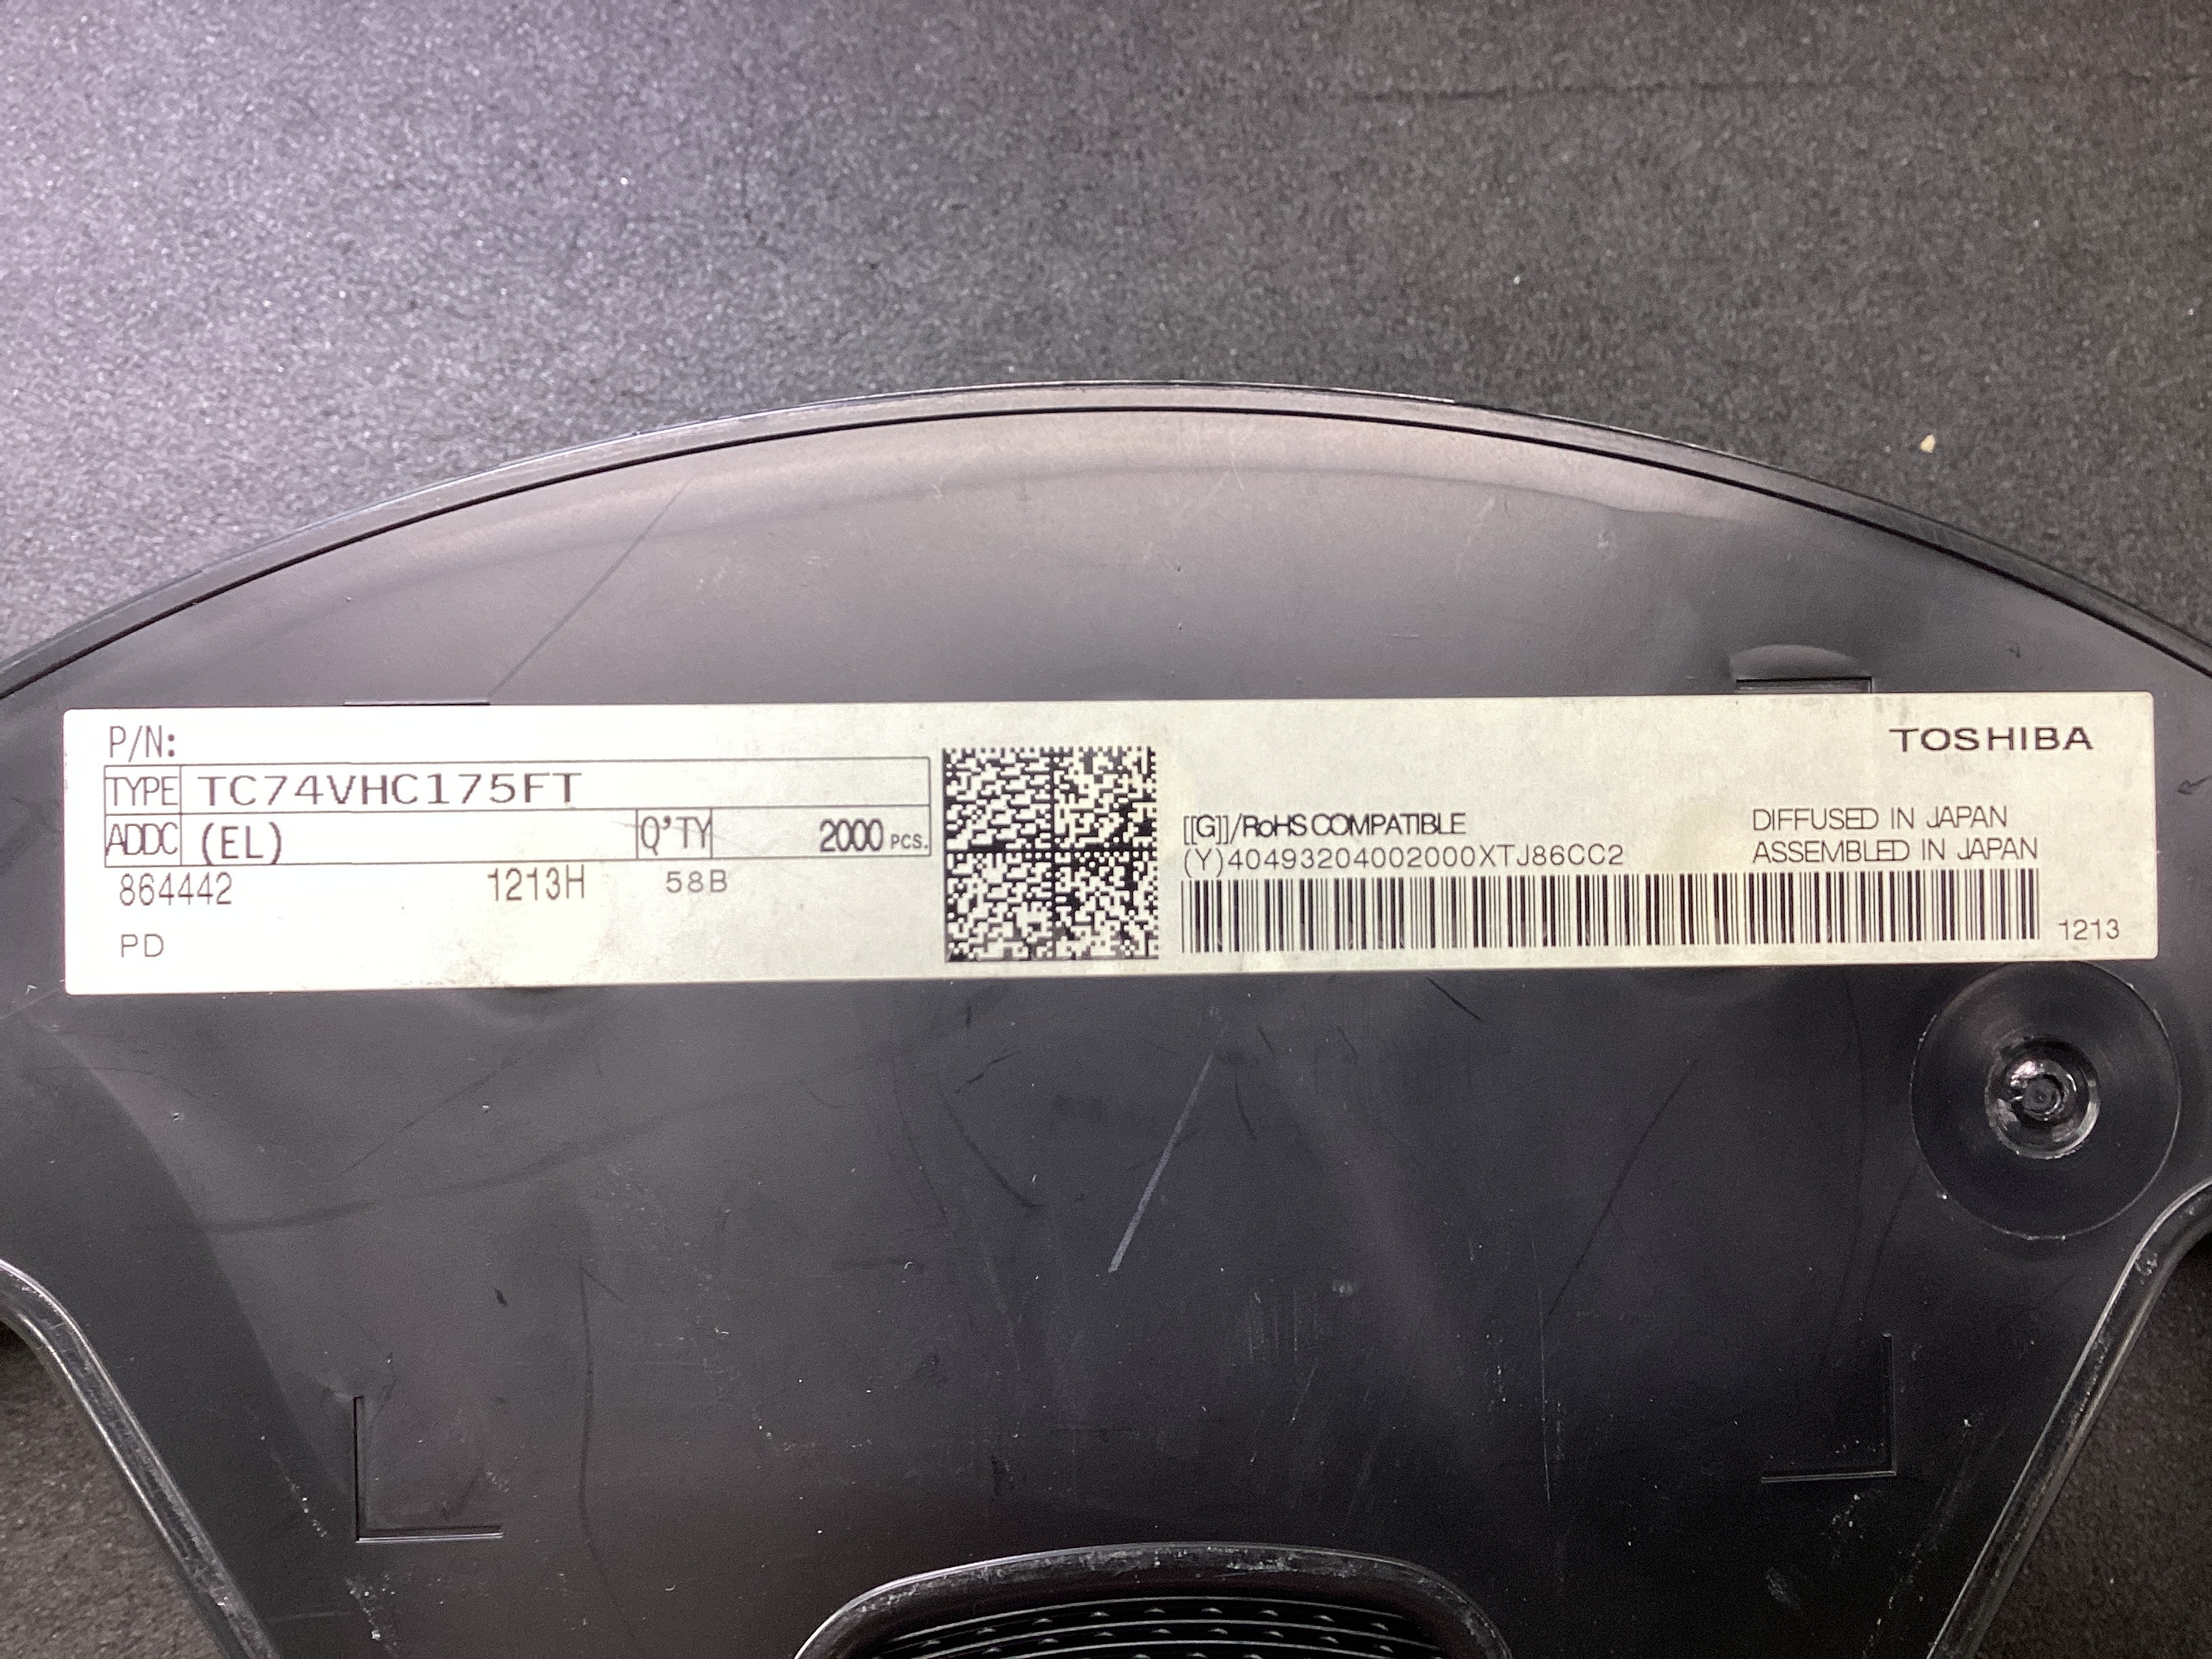 P/N:
TOSHIBA
TYPE TC74VHC175FT
ADDC (EL) Q'TY 2000 PCS.
[[G]]/RoHS COMPATIBLE
DIFFUSED IN JAPAN
(Y)40493204002000XTJ86CC2
ASSEMBLED IN JAPAN
864442 1213H 58B
1213
PD